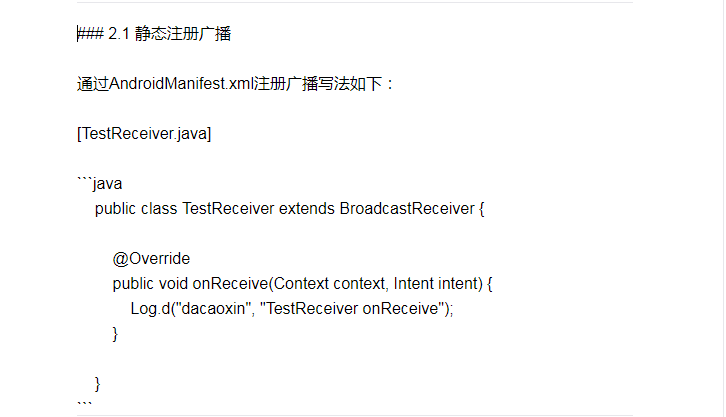 ### 2.1 静态注册广播
通过AndroidManifest.xml注册广播写法如下：
[TestReceiver.java]
```java
public class TestReceiver extends BroadcastReceiver {
@Override
public void onReceive(Context context, Intent intent) {
Log.d("dacaoxin", "TestReceiver onReceive");
}
}
```